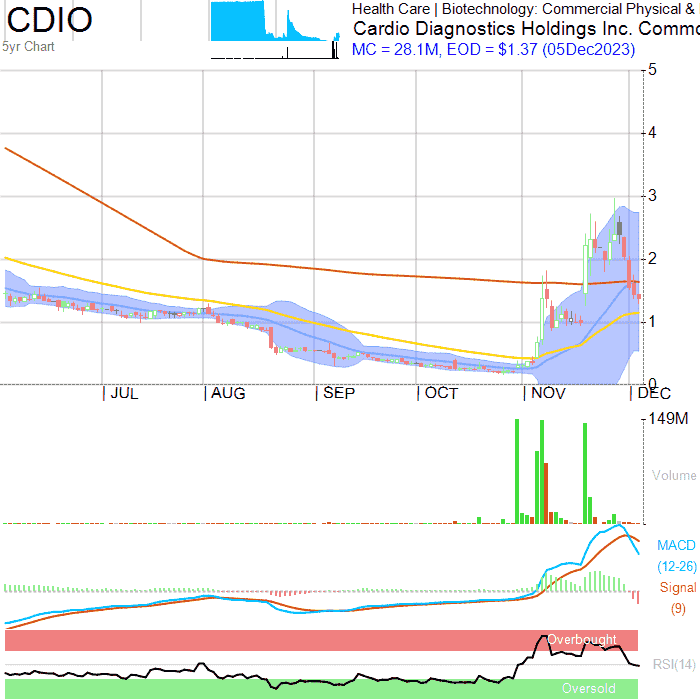 CDIO
5yr Chart
Health Care | Biotechnology: Commercial Physical &
Cardio Diagnostics Holdings Inc. Commo
MC = 28.1M, EOD = $1.37 (05Dec2023)
5
4
3
2
1
0
JUL AUG SEP OCT NOV DEC
149M
Volume
MACD
(12-26)
Signal
(9)
Overbought
RSI(14)
Oversold